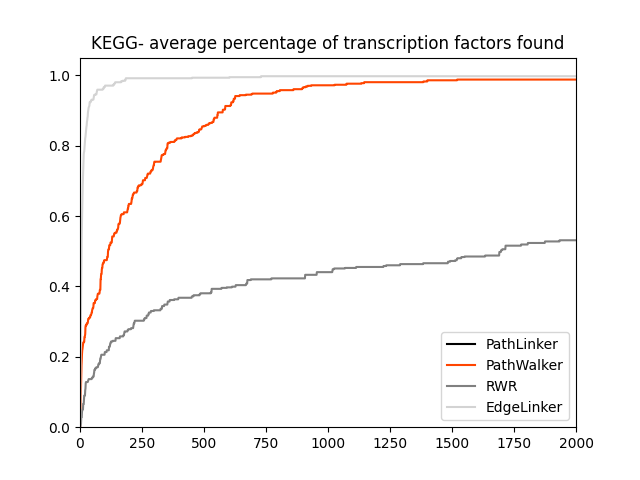 KEGG- average percentage of transcription factors found
1.0
0.8
0.6
0.4
0.2
0.0
0 250 500 750 1000 1250 1500 1750 2000
PathLinker
PathWalker
RWR
EdgeLinker